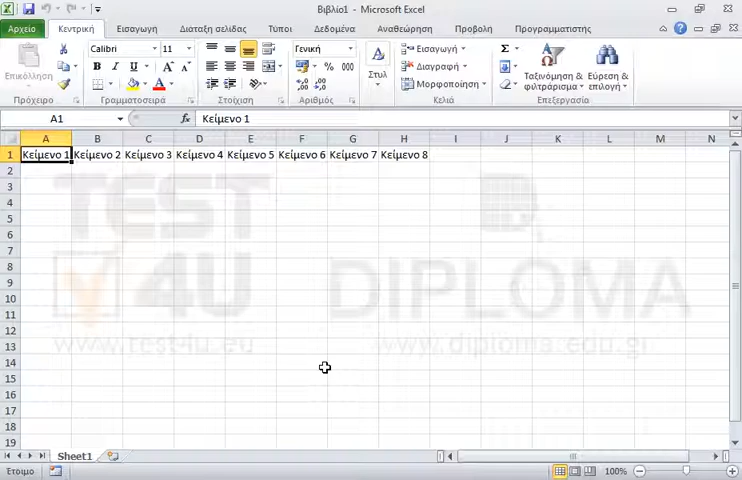 Βιβλίο1 - Microsoft Excel
Αρχείο Κεντρική Εισαγωγή Διάταξη σελίδας Τύποι Δεδομένα Αναθεώρηση Προβολή Προγραμματιστής
Επικόλληση
Calibri 11
B I U
A A
Γενική
% 000
Στυλ
Εισαγωγή
Διαγραφή
Μορφοποίηση
Σ
Ταξινόμηση & φιλτράρισμα
Εύρεση & επιλογή
Πρόχειρο Γραμματοσειρά Στοίχιση Αριθμός Κελιά Επεξεργασία
A1 fx Κείμενο 1
A B C D E F G H I J K L M N
1 Κείμενο 1 Κείμενο 2 Κείμενο 3 Κείμενο 4 Κείμενο 5 Κείμενο 6 Κείμενο 7 Κείμενο 8
2
3
4
5
6
7
8
9
10
11
12
13
14
15
16
17
18
19
TEST
4U DIPLOMA
www.test4u.eu www.diploma.edu.gr
Sheet1
Έτοιμο 100%